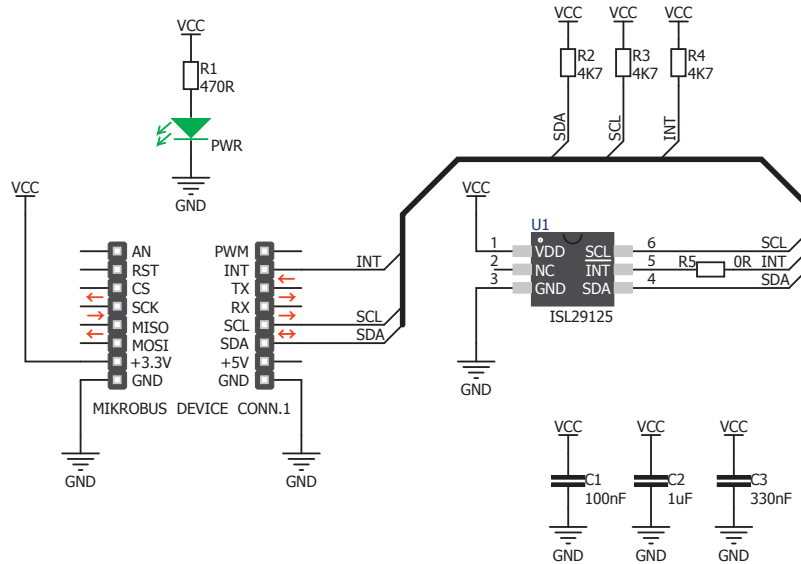 VCC
R1
470R
PWR
GND
VCC
R2
4K7
SDA
VCC
R3
4K7
SCL
VCC
R4
4K7
INT
VCC
AN
RST
CS
SCK
MISO
MOSI
+3.3V
GND
PWM
INT
TX
RX
SCL
SDA
+5V
GND
INT
SCL
SDA
MIKROBUS DEVICE CONN.1
GND
GND
VCC
U1
1 VDD SCL 6 SCL
2 NC INT 5 R5 0R INT
3 GND SDA 4 SDA
ISL29125
GND
VCC
C1
100nF
GND
VCC
C2
1uF
GND
VCC
C3
330nF
GND